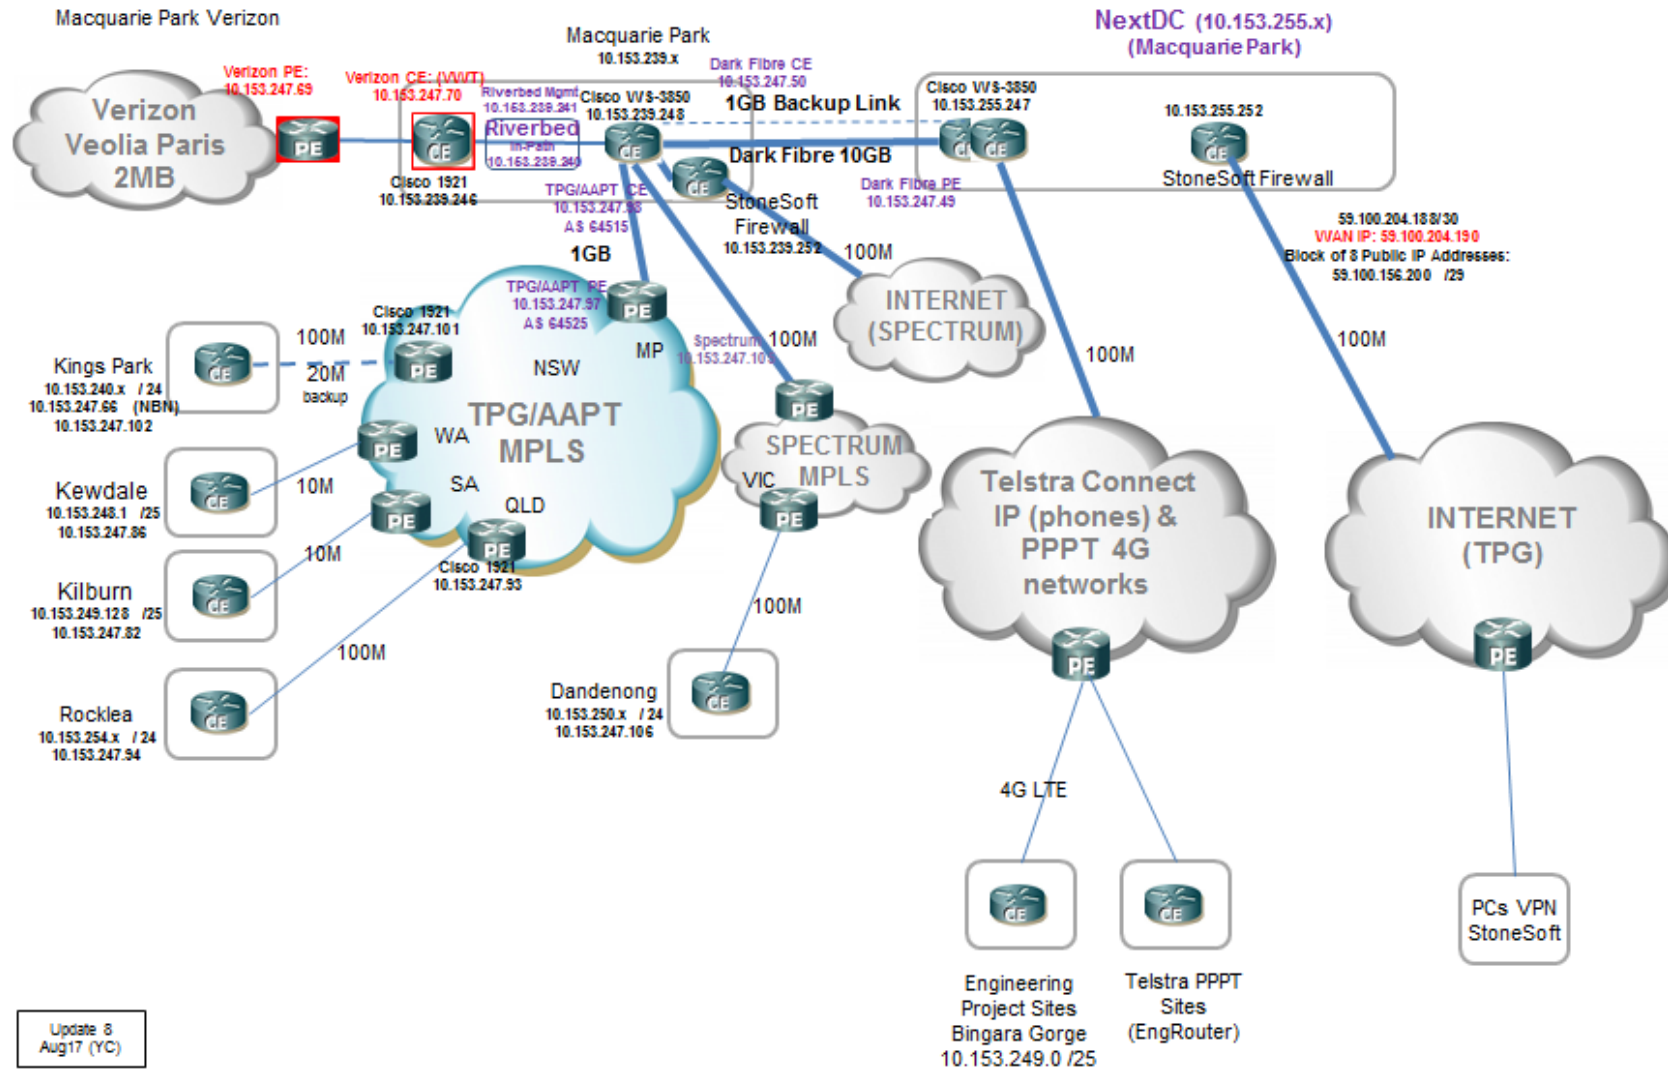 Macquarie Park Verizon
Verizon
Veolia Paris
2MB
Verizon PE:
10.153.247.69
PE
Verizon CE: (VWT)
10.153.247.70
CE
Cisco 1921
10.153.239.246
Macquarie Park
10.153.239.x
Riverbed Mgmt
10.153.239.241
Riverbed
In-Path
10.153.239.240
Cisco WS-3850
10.153.239.248
CE
Dark Fibre CE
10.153.247.50
1GB Backup Link
Dark Fibre 10GB
CE
StoneSoft
Firewall
10.153.239.252
NextDC (10.153.255.x)
(Macquarie Park)
Cisco WS-3850
10.153.255.247
CE
Dark Fibre PE
10.153.247.49
10.153.255.252
CE
StoneSoft Firewall
59.100.204.188/30
WAN IP: 59.100.204.190
Block of 8 Public IP Addresses:
59.100.156.200 /29
100M
TPG/AAPT CE
10.153.247.98
AS 64515
1GB
TPG/AAPT PE
10.153.247.97
AS 64525
PE
MP
100M
INTERNET
(SPECTRUM)
Spectrum
10.153.247.105
100M
PE
SPECTRUM
MPLS
VIC
PE
100M
Dandenong
10.153.250.x / 24
10.153.247.106
CE
Cisco 1921
10.153.247.101
PE
NSW
TPG/AAPT
MPLS
WA
PE
SA
PE
QLD
PE
Cisco 1921
10.153.247.93
Kings Park
10.153.240.x / 24
10.153.247.66 (NBN)
10.153.247.102
CE
100M
20M
backup
Kewdale
10.153.248.1 /25
10.153.247.86
CE
10M
Kilburn
10.153.249.128 /25
10.153.247.82
CE
10M
Rocklea
10.153.254.x / 24
10.153.247.94
CE
100M
100M
Telstra Connect
IP (phones) &
PPPT 4G
networks
PE
4G LTE
CE
Engineering
Project Sites
Bingara Gorge
10.153.249.0 /25
CE
Telstra PPPT
Sites
(EngRouter)
INTERNET
(TPG)
PE
PCs VPN
StoneSoft
Update 8
Aug17 (YC)